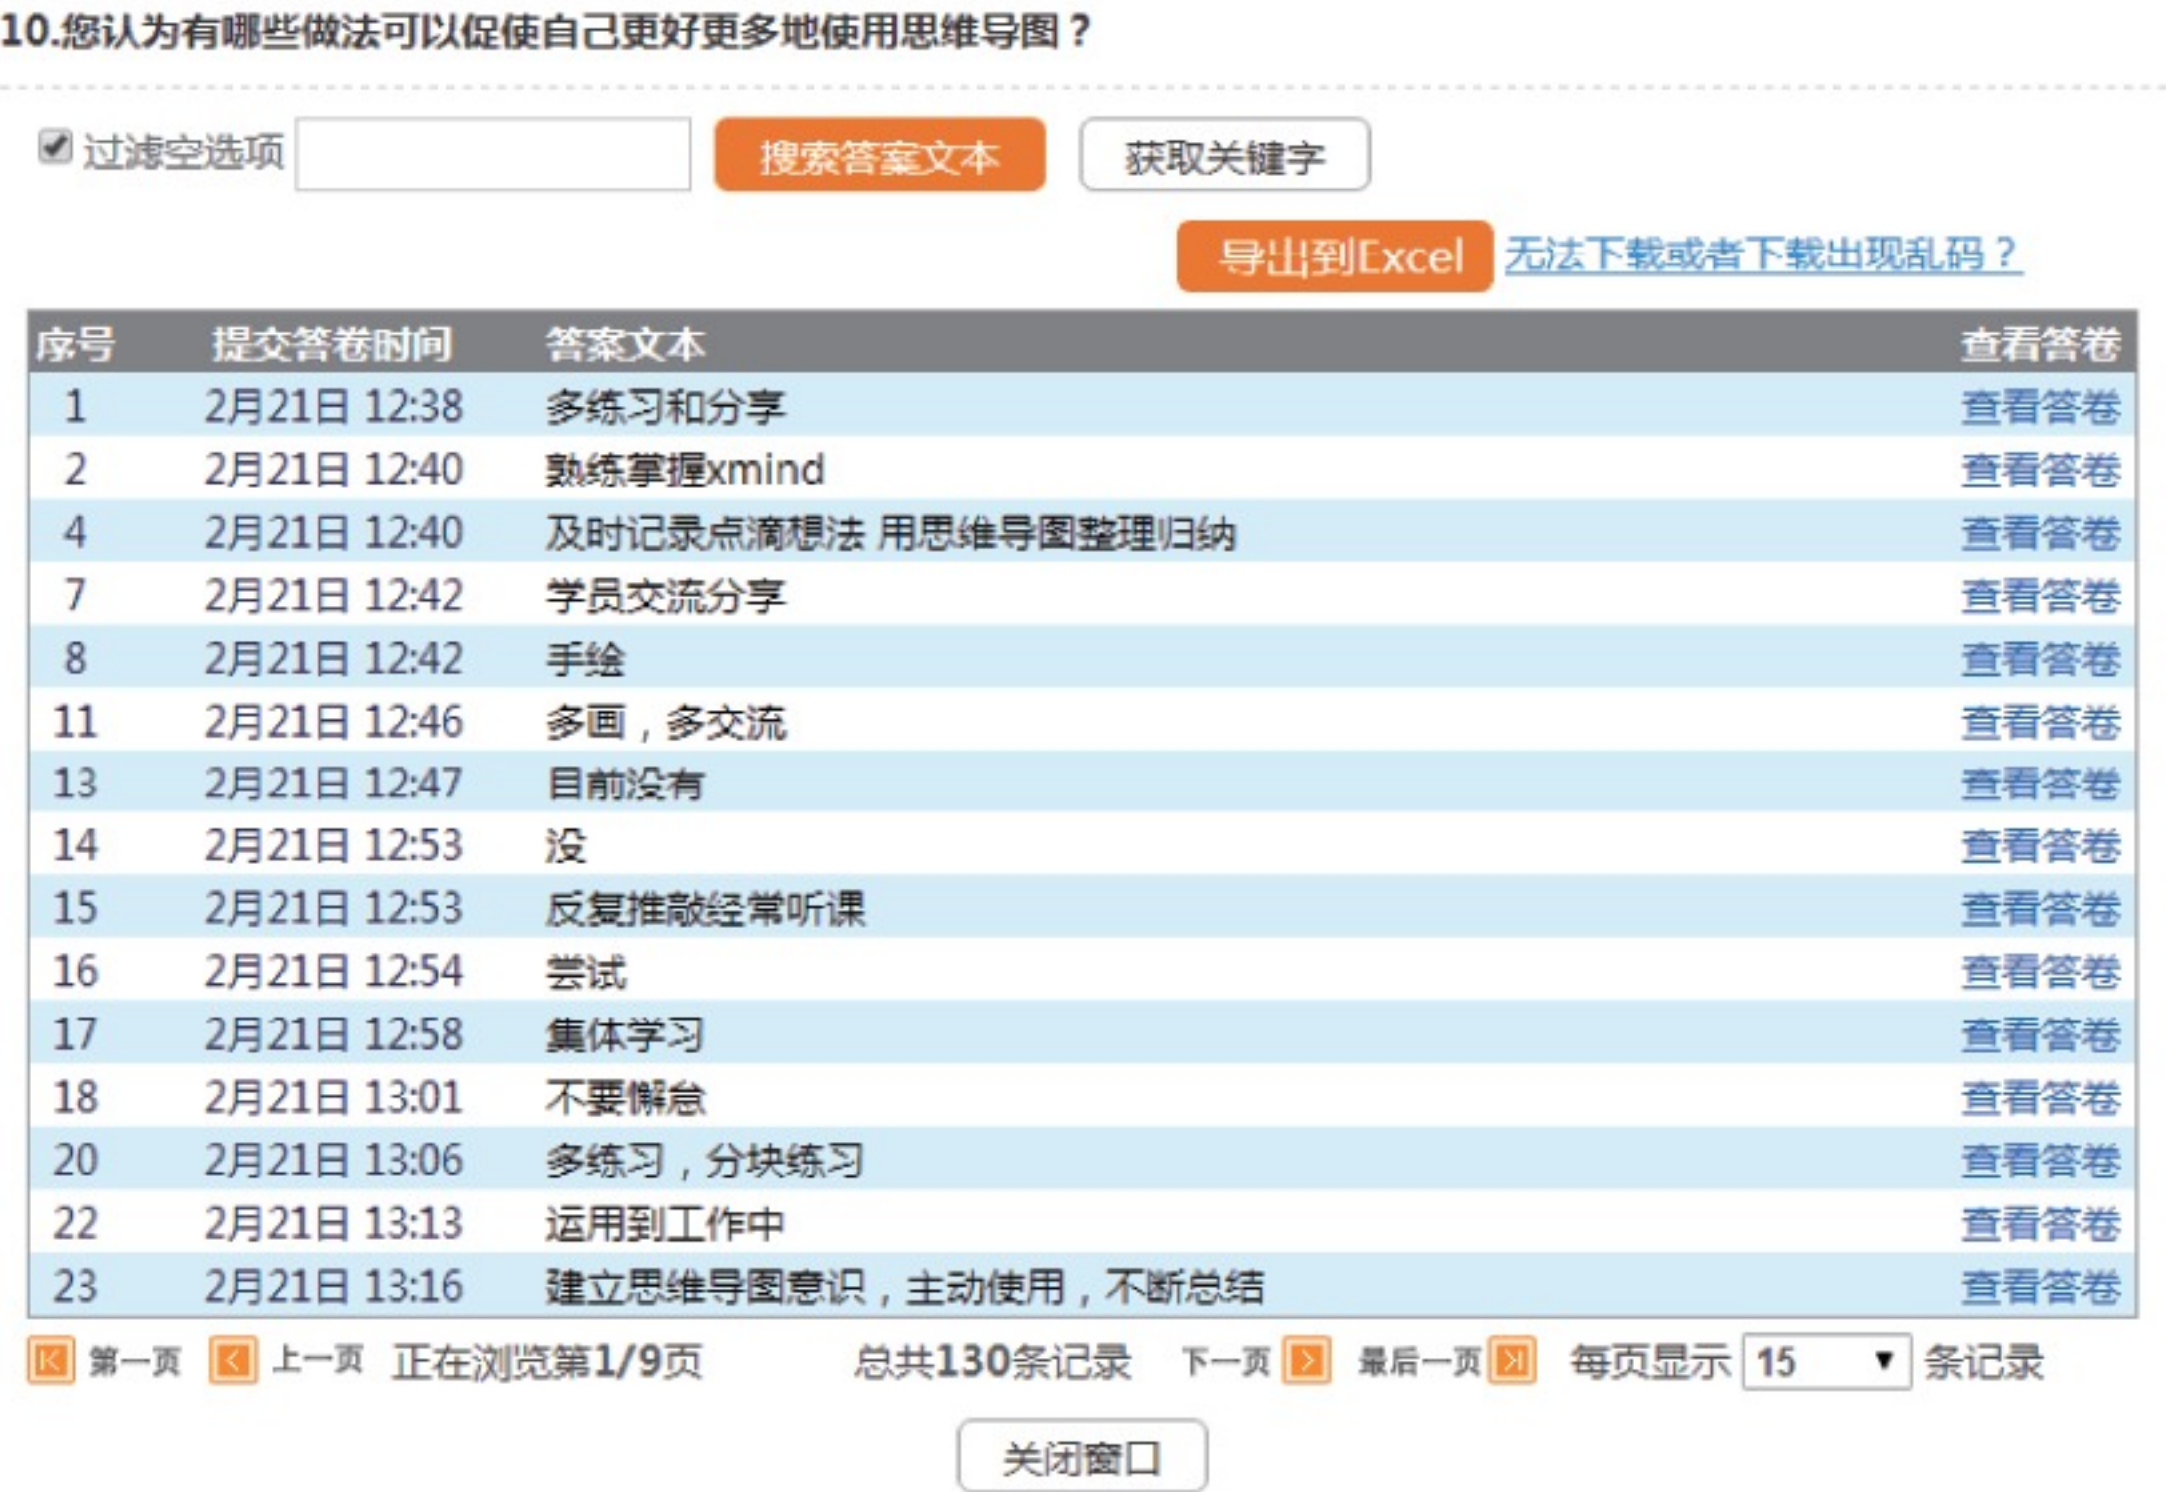 10.您认为有哪些做法可以促使自己更好更多地使用思维导图？
过滤空选项 搜索答案文本 获取关键字
导出到Excel 无法下载或者下载出现乱码？
序号 提交答卷时间 答案文本 查看答卷
1 2月21日 12:38 多练习和分享 查看答卷
2 2月21日 12:40 熟练掌握xmind 查看答卷
4 2月21日 12:40 及时记录点滴想法 用思维导图整理归纳 查看答卷
7 2月21日 12:42 学员交流分享 查看答卷
8 2月21日 12:42 手绘 查看答卷
11 2月21日 12:46 多画，多交流 查看答卷
13 2月21日 12:47 目前没有 查看答卷
14 2月21日 12:53 没 查看答卷
15 2月21日 12:53 反复推敲经常听课 查看答卷
16 2月21日 12:54 尝试 查看答卷
17 2月21日 12:58 集体学习 查看答卷
18 2月21日 13:01 不要懈怠 查看答卷
20 2月21日 13:06 多练习，分块练习 查看答卷
22 2月21日 13:13 运用到工作中 查看答卷
23 2月21日 13:16 建立思维导图意识，主动使用，不断总结 查看答卷
第一页 上一页 正在浏览第1/9页 总共130条记录 下一页 最后一页 每页显示 15 条记录
关闭窗口